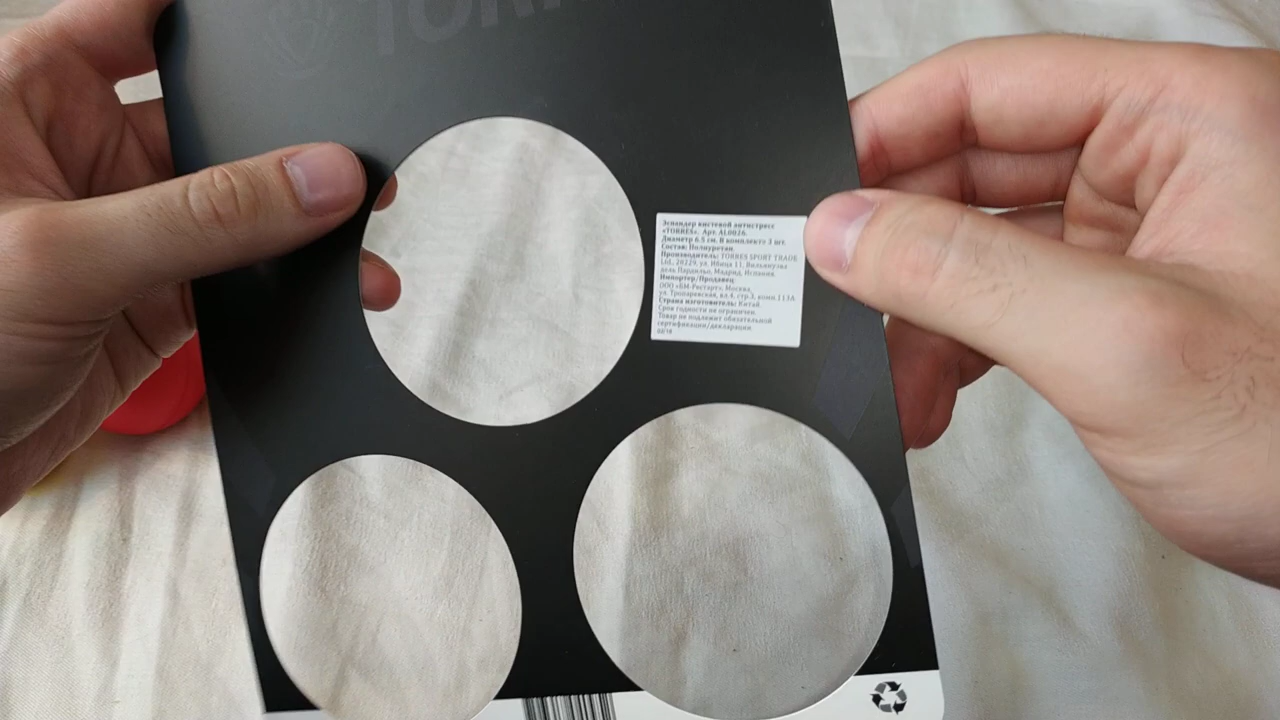 TORR
Эспандер кистевой антистресс
«TORRES». Арт. AL0026.
Диаметр 6.5 см. В комплекте 3 шт.
Состав: Полиуретан.
Производитель: TORRES SPORT TRADE
Ltd., 28229, ул. Ибица 11, Вильянуэва
дель Пардильо, Мадрид, Испания.
Импортер/Продавец:
ООО «БМ-Рестарт», Москва,
ул. Тропаревская, вл.4, стр.3, комн.113А
Страна изготовитель: Китай.
Срок годности не ограничен.
Товар не подлежит обязательной
сертификации/декларации